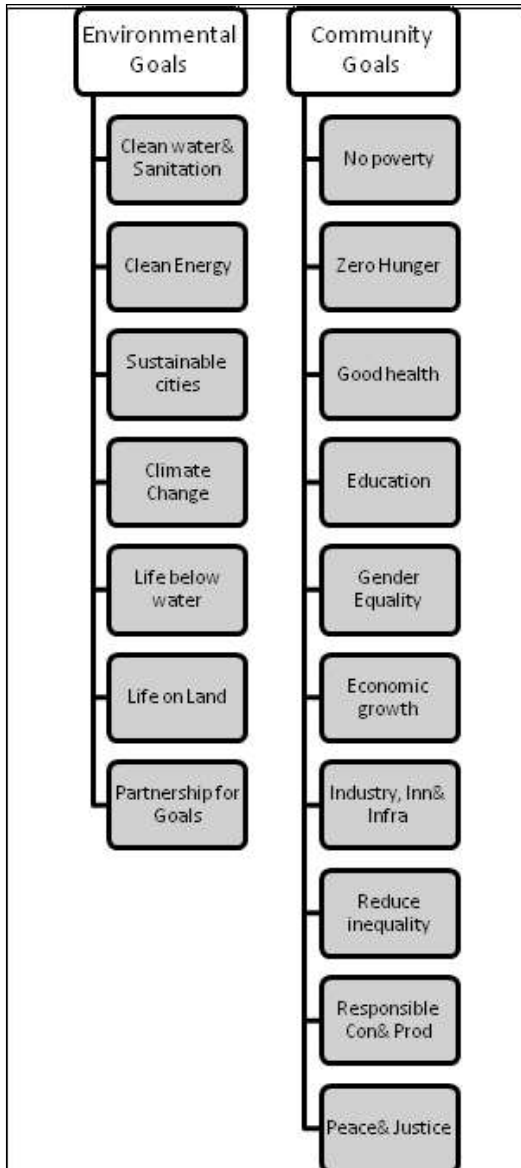 Environmental
Goals
Clean water&
Sanitation
Clean Energy
Sustainable
cities
Climate
Change
Life below
water
Life on Land
Partnership for
Goals
Community
Goals
No poverty
Zero Hunger
Good health
Education
Gender
Equality
Economic
growth
Industry, Inn&
Infra
Reduce
inequality
Responsible
Con& Prod
Peace& Justice